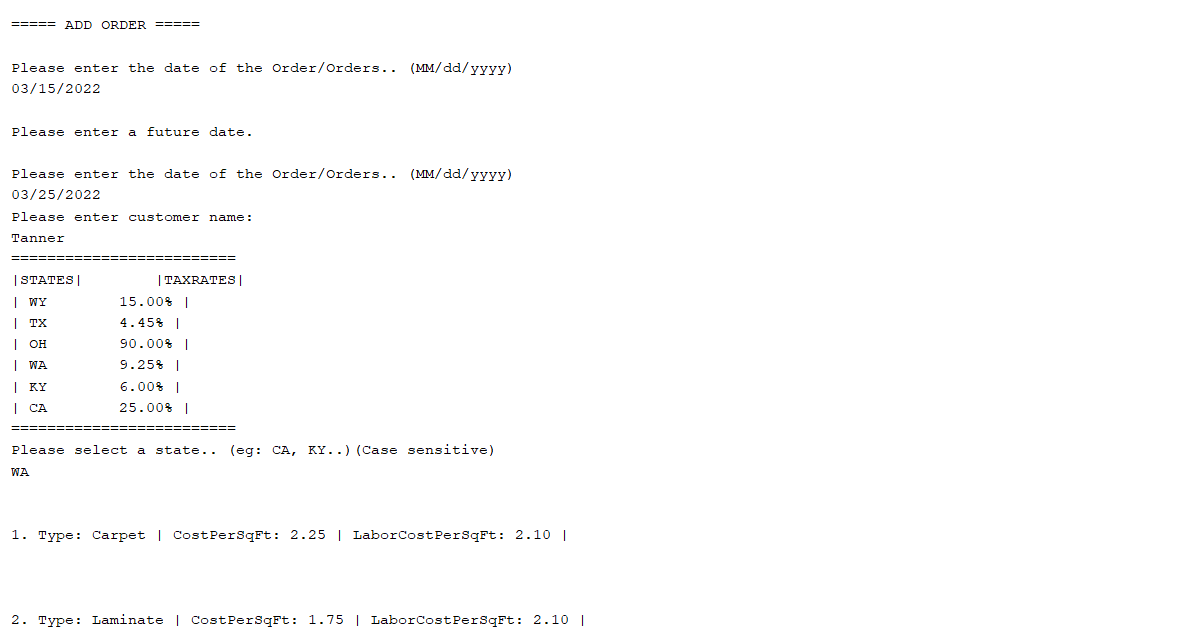 ===== ADD ORDER =====
Please enter the date of the Order/Orders.. (MM/dd/yyyy)
03/15/2022
Please enter a future date.
Please enter the date of the Order/Orders.. (MM/dd/yyyy)
03/25/2022
Please enter customer name:
Tanner
=========================
|STATES|         |TAXRATES|
| WY        15.00% |
| TX        4.45% |
| OH        90.00% |
| WA        9.25% |
| KY        6.00% |
| CA        25.00% |
=========================
Please select a state.. (eg: CA, KY..)(Case sensitive)
WA
1. Type: Carpet | CostPerSqFt: 2.25 | LaborCostPerSqFt: 2.10 |
2. Type: Laminate | CostPerSqFt: 1.75 | LaborCostPerSqFt: 2.10 |